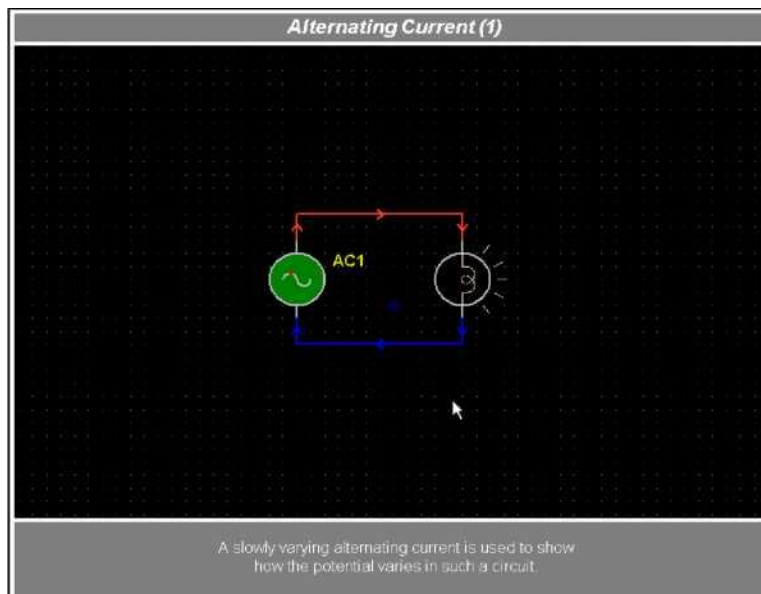 Alternating Current (1)
AC1
A slowly varying alternating current is used to show
how the potential varies in such a circuit.